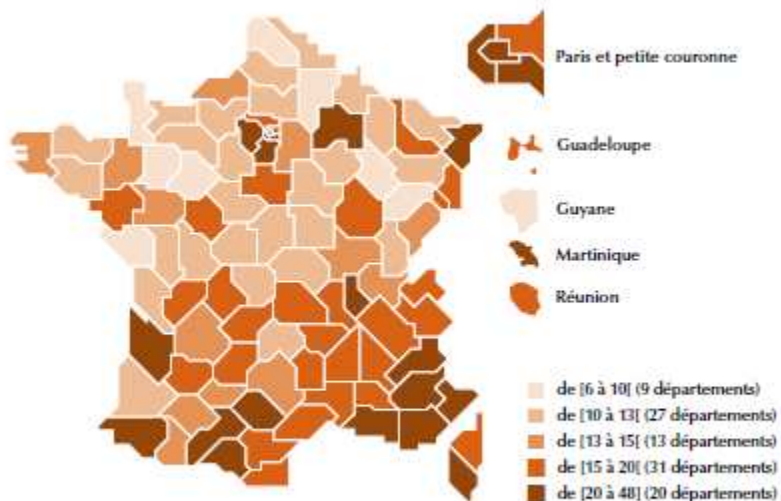 Paris et petite couronne
Guadeloupe
Guyane
Martinique
Réunion
de [6 à 10[ (9 départements)
de [10 à 13[ (27 départements)
de [13 à 15[ (13 départements)
de [15 à 20[ (31 départements)
de [20 à 48] (20 départements)